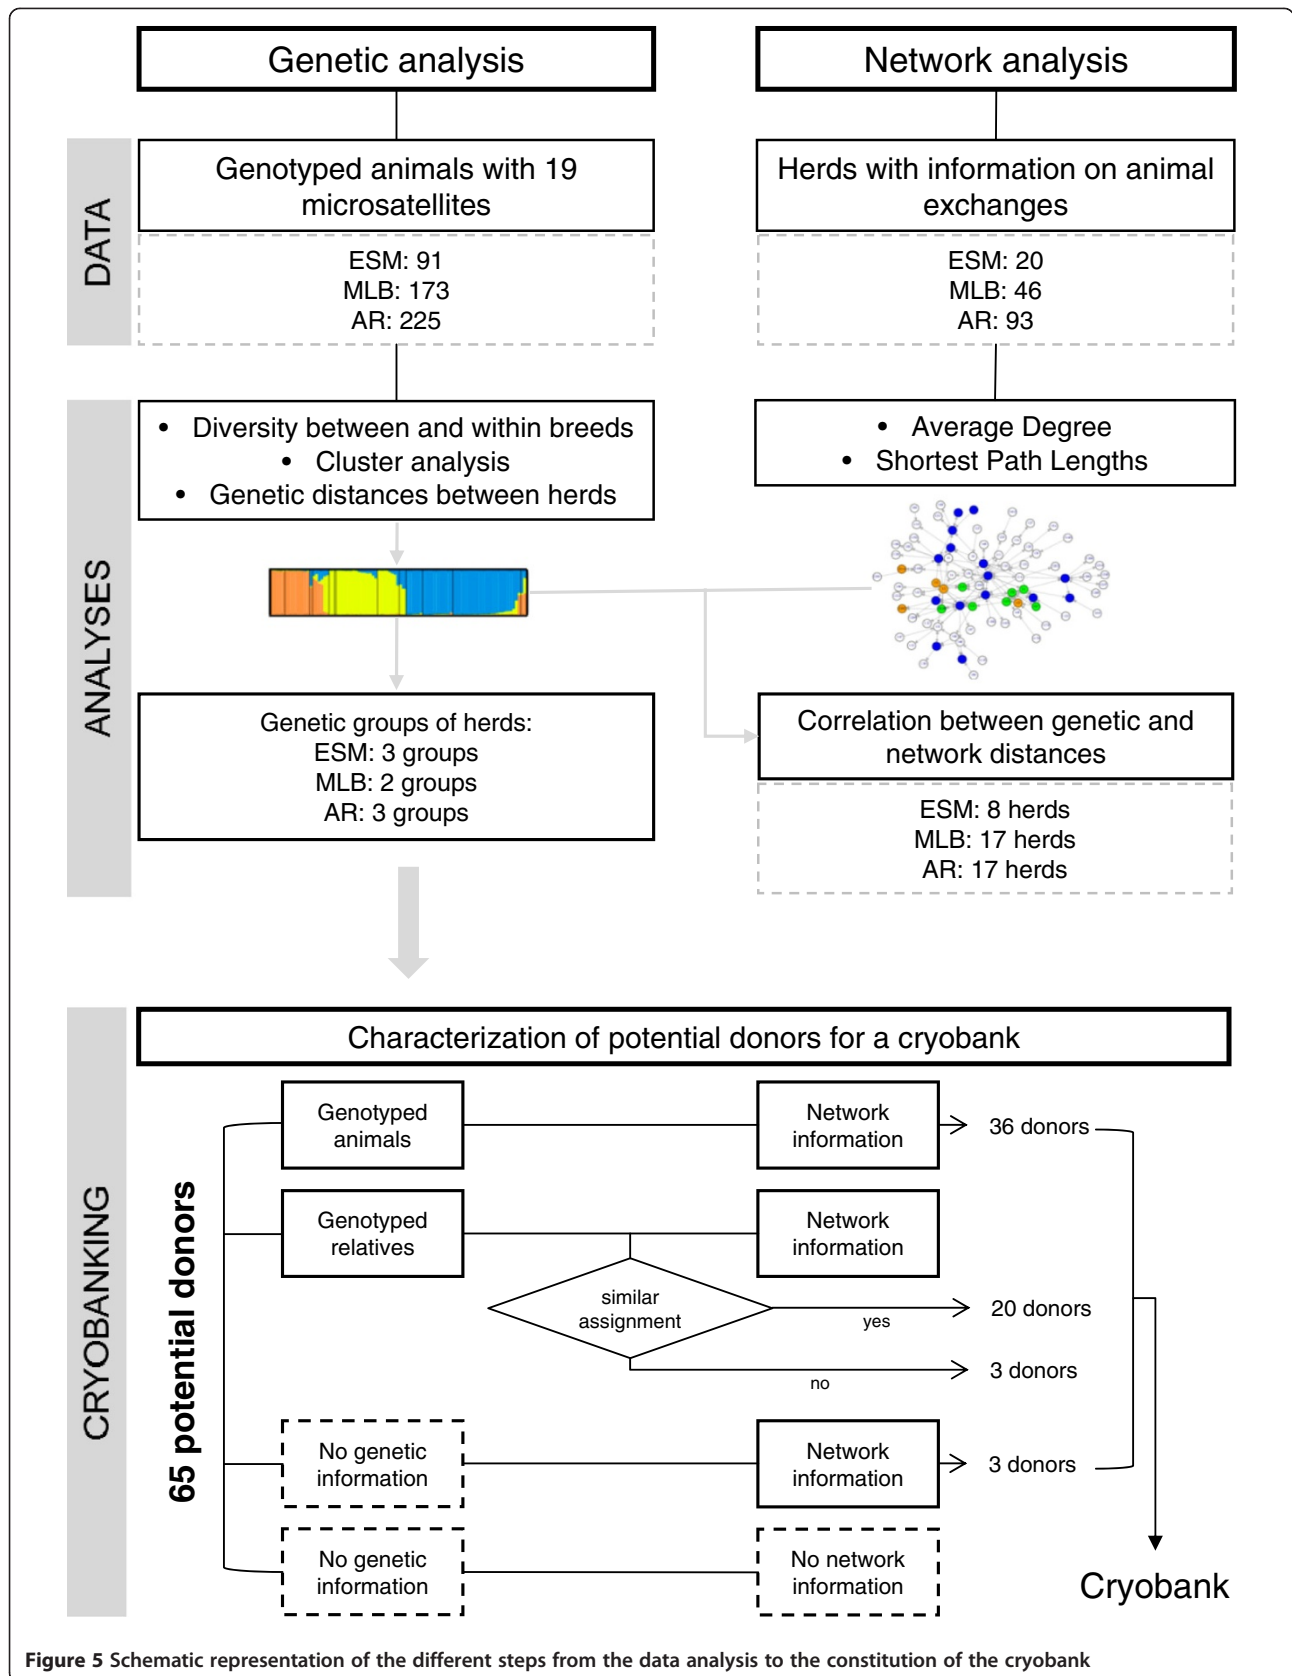 Genetic analysis
Network analysis
DATA
Genotyped animals with 19
microsatellites
ESM: 91
MLB: 173
AR: 225
Herds with information on animal
exchanges
ESM: 20
MLB: 46
AR: 93
ANALYSES
• Diversity between and within breeds
• Cluster analysis
• Genetic distances between herds
• Average Degree
• Shortest Path Lengths
Genetic groups of herds:
ESM: 3 groups
MLB: 2 groups
AR: 3 groups
Correlation between genetic and
network distances
ESM: 8 herds
MLB: 17 herds
AR: 17 herds
CRYOBANKING
Characterization of potential donors for a cryobank
65 potential donors
Genotyped
animals
Network
information
36 donors
Genotyped
relatives
Network
information
similar
assignment
yes
20 donors
no
3 donors
No genetic
information
Network
information
3 donors
No genetic
information
No network
information
Cryobank
Figure 5 Schematic representation of the different steps from the data analysis to the constitution of the cryobank